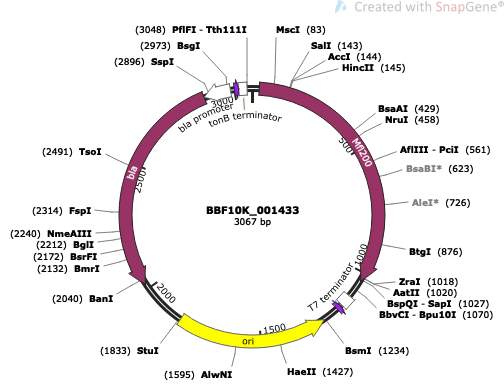 Created with SnapGene®
(3048) PflFI - Tth111I
(2973) BsgI
(2896) SspI
MscI (83)
SalI (143)
AccI (144)
HincII (145)
BsaAI (429)
NruI (458)
AflIII - PciI (561)
BsaBI* (623)
AleI* (726)
BtgI (876)
ZraI (1018)
AatII (1020)
BspQI - SapI (1027)
BbvCI - Bpu10I (1070)
BsmI (1234)
HaeII (1427)
(1595) AlwNI
(1833) StuI
(2040) BanI
(2132) BmrI
(2172) BsrFI
(2212) BglI
(2240) NmeAIII
(2314) FspI
(2491) TsoI
bla promoter
tonB terminator
Mfl200
T7 terminator
ori
bla
500
1000
1500
2000
2500
3000
BBF10K_001433
3067 bp